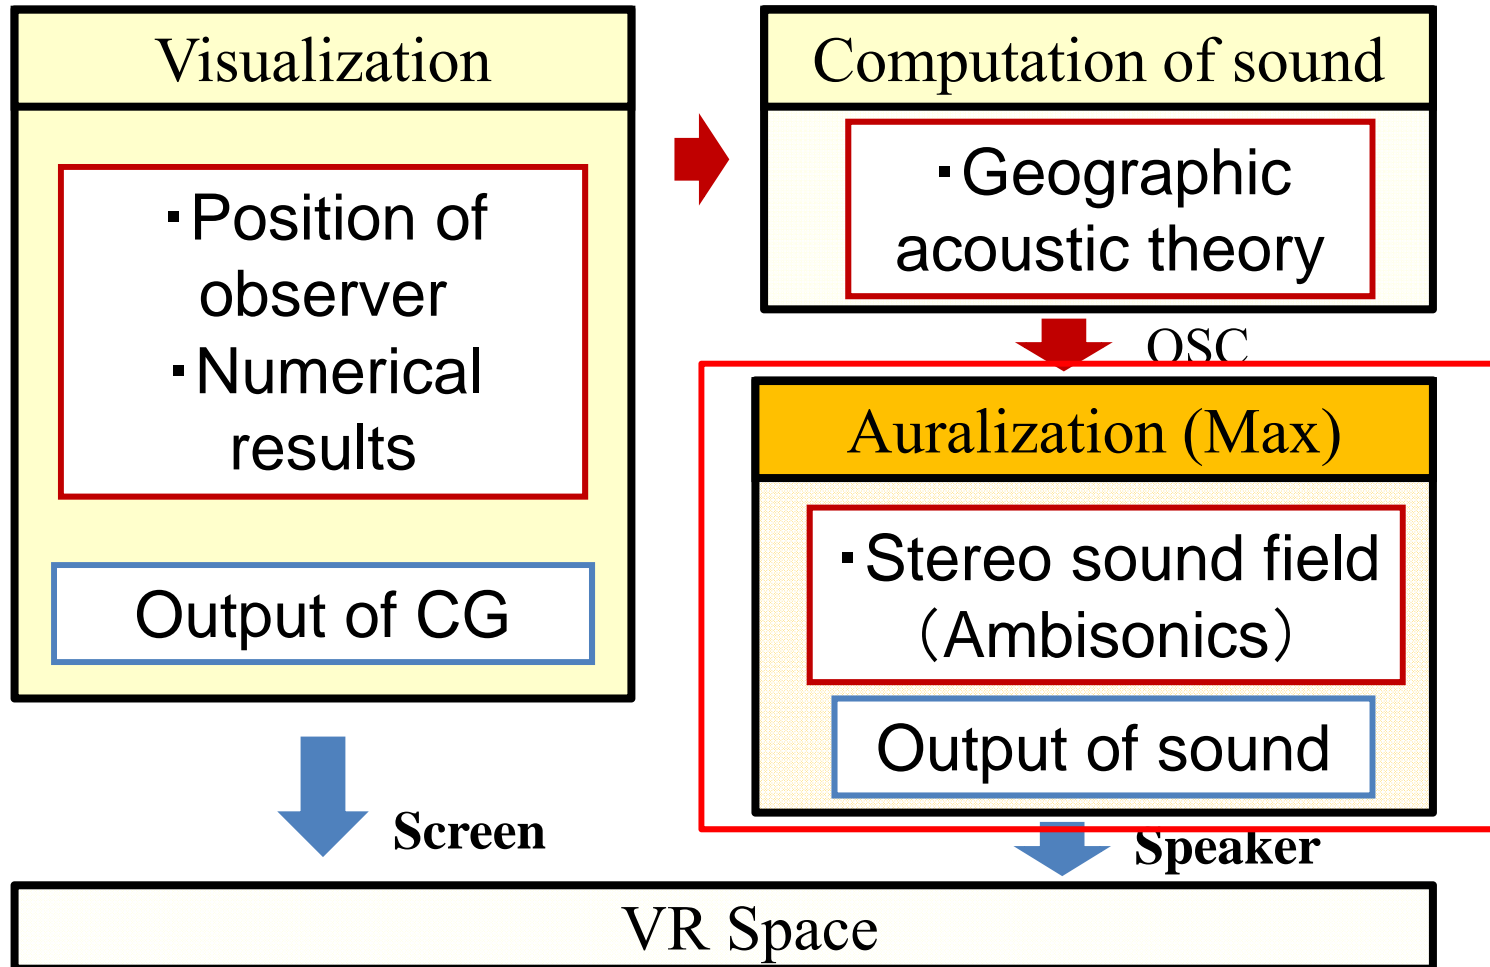 Visualization
・Position of
observer
・Numerical
results
Output of CG
Screen
Computation of sound
・Geographic
acoustic theory
OSC
Auralization (Max)
・Stereo sound field
（Ambisonics）
Output of sound
Speaker
VR Space